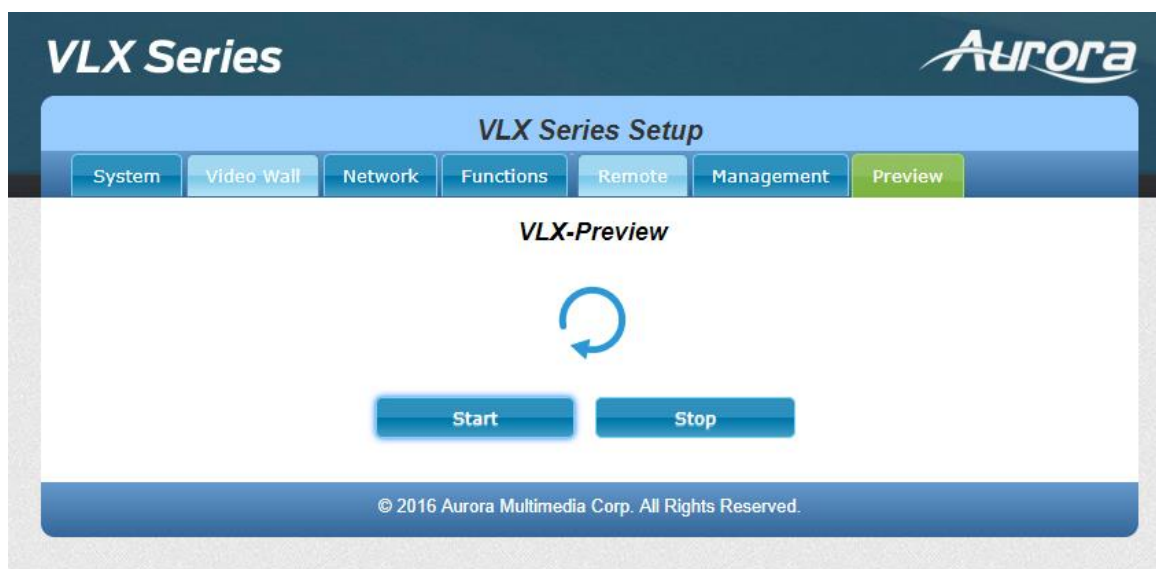 VLX Series
Aurora
VLX Series Setup
System Video Wall Network Functions Remote Management Preview
VLX-Preview
Start Stop
© 2016 Aurora Multimedia Corp. All Rights Reserved.